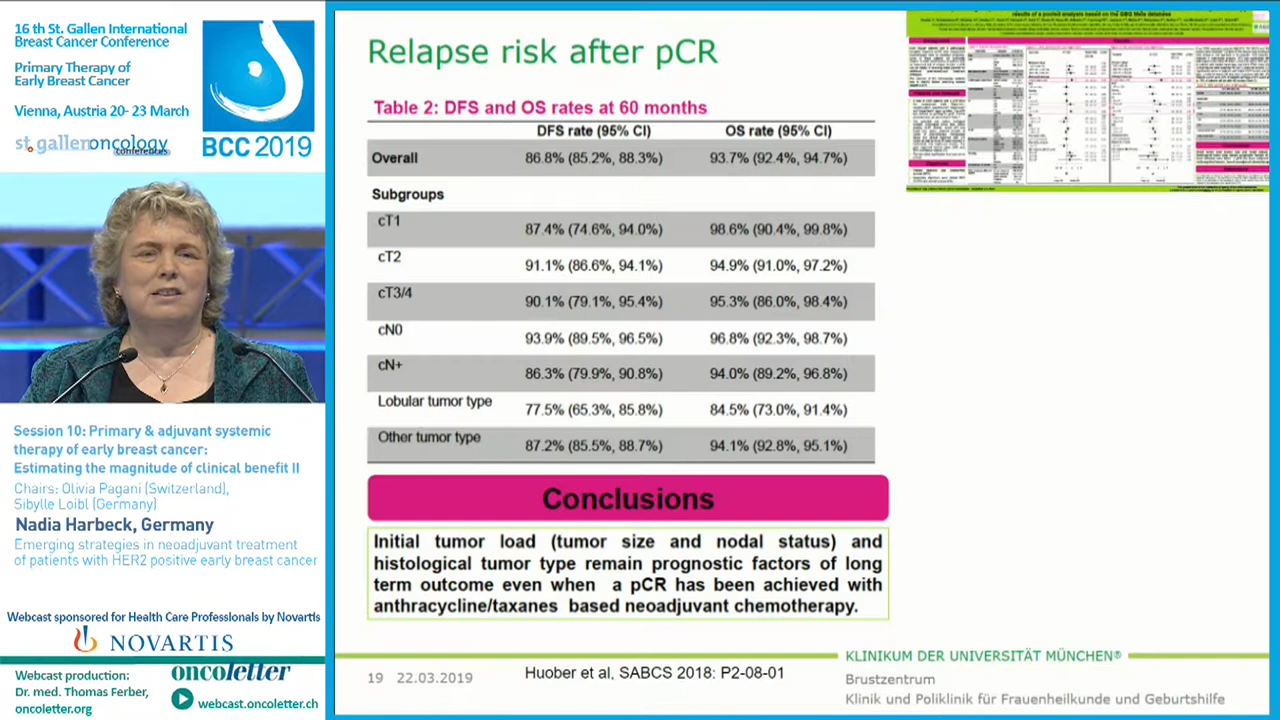 16 th St. Gallen International
Breast Cancer Conference
Primary Therapy of
Early Breast Cancer
Vienna, Austria 20- 23 March
st.gallenoncology
conferences
BCC 2019
Session 10: Primary & adjuvant systemic
therapy of early breast cancer:
Estimating the magnitude of clinical benefit II
Chairs: Olivia Pagani (Switzerland),
Sibylle Loibl (Germany)
Nadia Harbeck, Germany
Emerging strategies in neoadjuvant treatment
of patients with HER2 positive early breast cancer
Webcast sponsored for Health Care Professionals by Novartis
NOVARTIS
Webcast production:
Dr. med. Thomas Ferber,
oncoletter.org
oncoletter
webcast.oncoletter.ch
Relapse risk after pCR
Table 2: DFS and OS rates at 60 months
DFS rate (95% CI) OS rate (95% CI)
Overall 86.8% (85.2%, 88.3%) 93.7% (92.4%, 94.7%)
Subgroups
cT1 87.4% (74.6%, 94.0%) 98.6% (90.4%, 99.8%)
cT2 91.1% (86.6%, 94.1%) 94.9% (91.0%, 97.2%)
cT3/4 90.1% (79.1%, 95.4%) 95.3% (86.0%, 98.4%)
cN0 93.9% (89.5%, 96.5%) 96.8% (92.3%, 98.7%)
cN+ 86.3% (79.9%, 90.8%) 94.0% (89.2%, 96.8%)
Lobular tumor type 77.5% (65.3%, 85.8%) 84.5% (73.0%, 91.4%)
Other tumor type 87.2% (85.5%, 88.7%) 94.1% (92.8%, 95.1%)
Conclusions
Initial tumor load (tumor size and nodal status) and
histological tumor type remain prognostic factors of long
term outcome even when a pCR has been achieved with
anthracycline/taxanes based neoadjuvant chemotherapy.
results of a pooled analysis based on the GBG Meta database
19 22.03.2019
Huober et al, SABCS 2018: P2-08-01
KLINIKUM DER UNIVERSITÄT MÜNCHEN®
Brustzentrum
Klinik und Poliklinik für Frauenheilkunde und Geburtshilfe